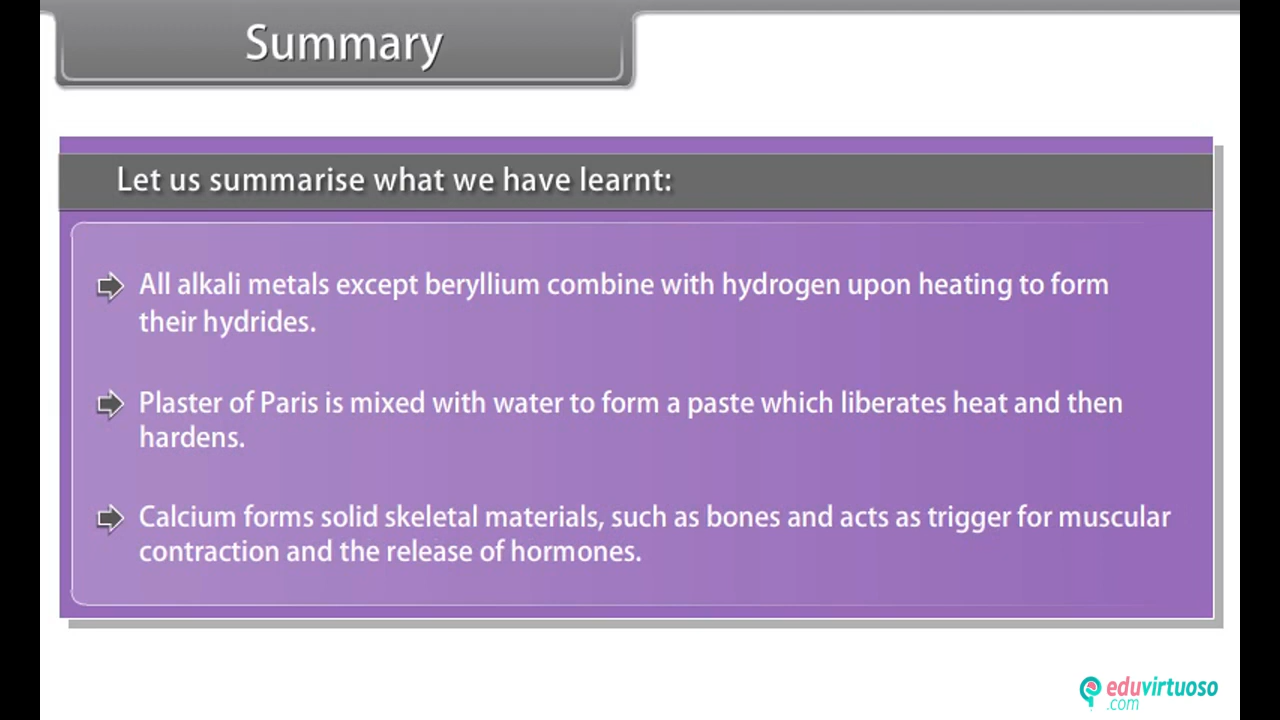 Summary
Let us summarise what we have learnt:
All alkali metals except beryllium combine with hydrogen upon heating to form
their hydrides.
Plaster of Paris is mixed with water to form a paste which liberates heat and then
hardens.
Calcium forms solid skeletal materials, such as bones and acts as trigger for muscular
contraction and the release of hormones.
eduvirtuoso
.com